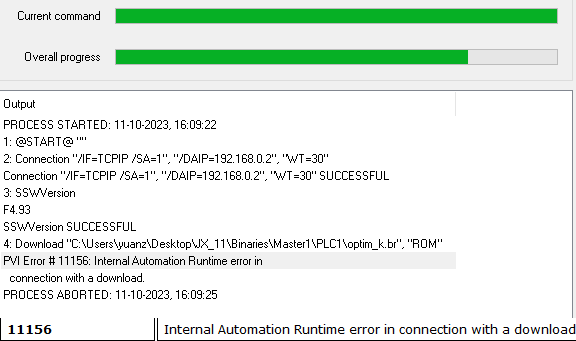 Current command
Overall progress
Output
PROCESS STARTED: 11-10-2023, 16:09:22
1: @START@ ""
2: Connection "/IF=TCPIP /SA=1", "/DAIP=192.168.0.2", "WT=30"
Connection "/IF=TCPIP /SA=1", "/DAIP=192.168.0.2", "WT=30" SUCCESSFUL
3: SSWVersion
F4.93
SSWVersion SUCCESSFUL
4: Download "C:\Users\yuanz\Desktop\JX_11\Binaries\Master1\PLC1\optim_k.br", "ROM"
PVI Error # 11156: Internal Automation Runtime error in
connection with a download.
PROCESS ABORTED: 11-10-2023, 16:09:25
11156 Internal Automation Runtime error in connection with a download